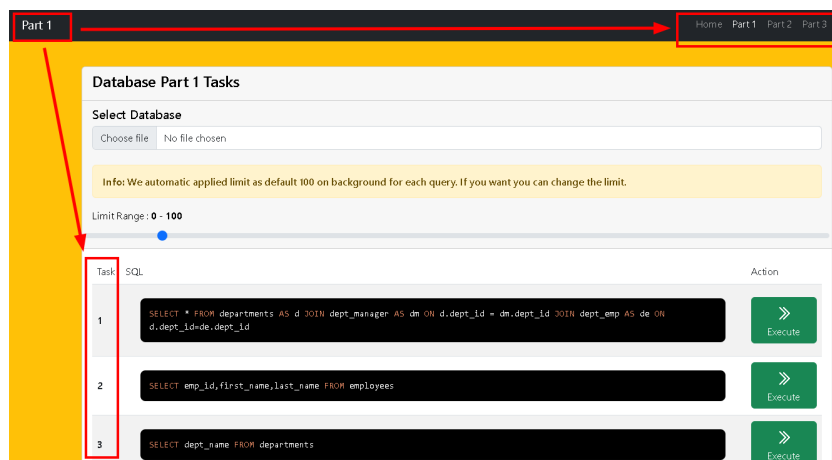 Part 1
Home Part 1 Part 2 Part 3
Database Part 1 Tasks
Select Database
Choose file No file chosen
Info: We automatic applied limit as default 100 on background for each query. If you want you can change the limit.
Limit Range : 0 - 100
Task SQL Action
1
SELECT * FROM departments AS d JOIN dept_manager AS dm ON d.dept_id = dm.dept_id JOIN dept_emp AS de ON
d.dept_id=de.dept_id
Execute
2
SELECT emp_id,first_name,last_name FROM employees
Execute
3
SELECT dept_name FROM departments
Execute